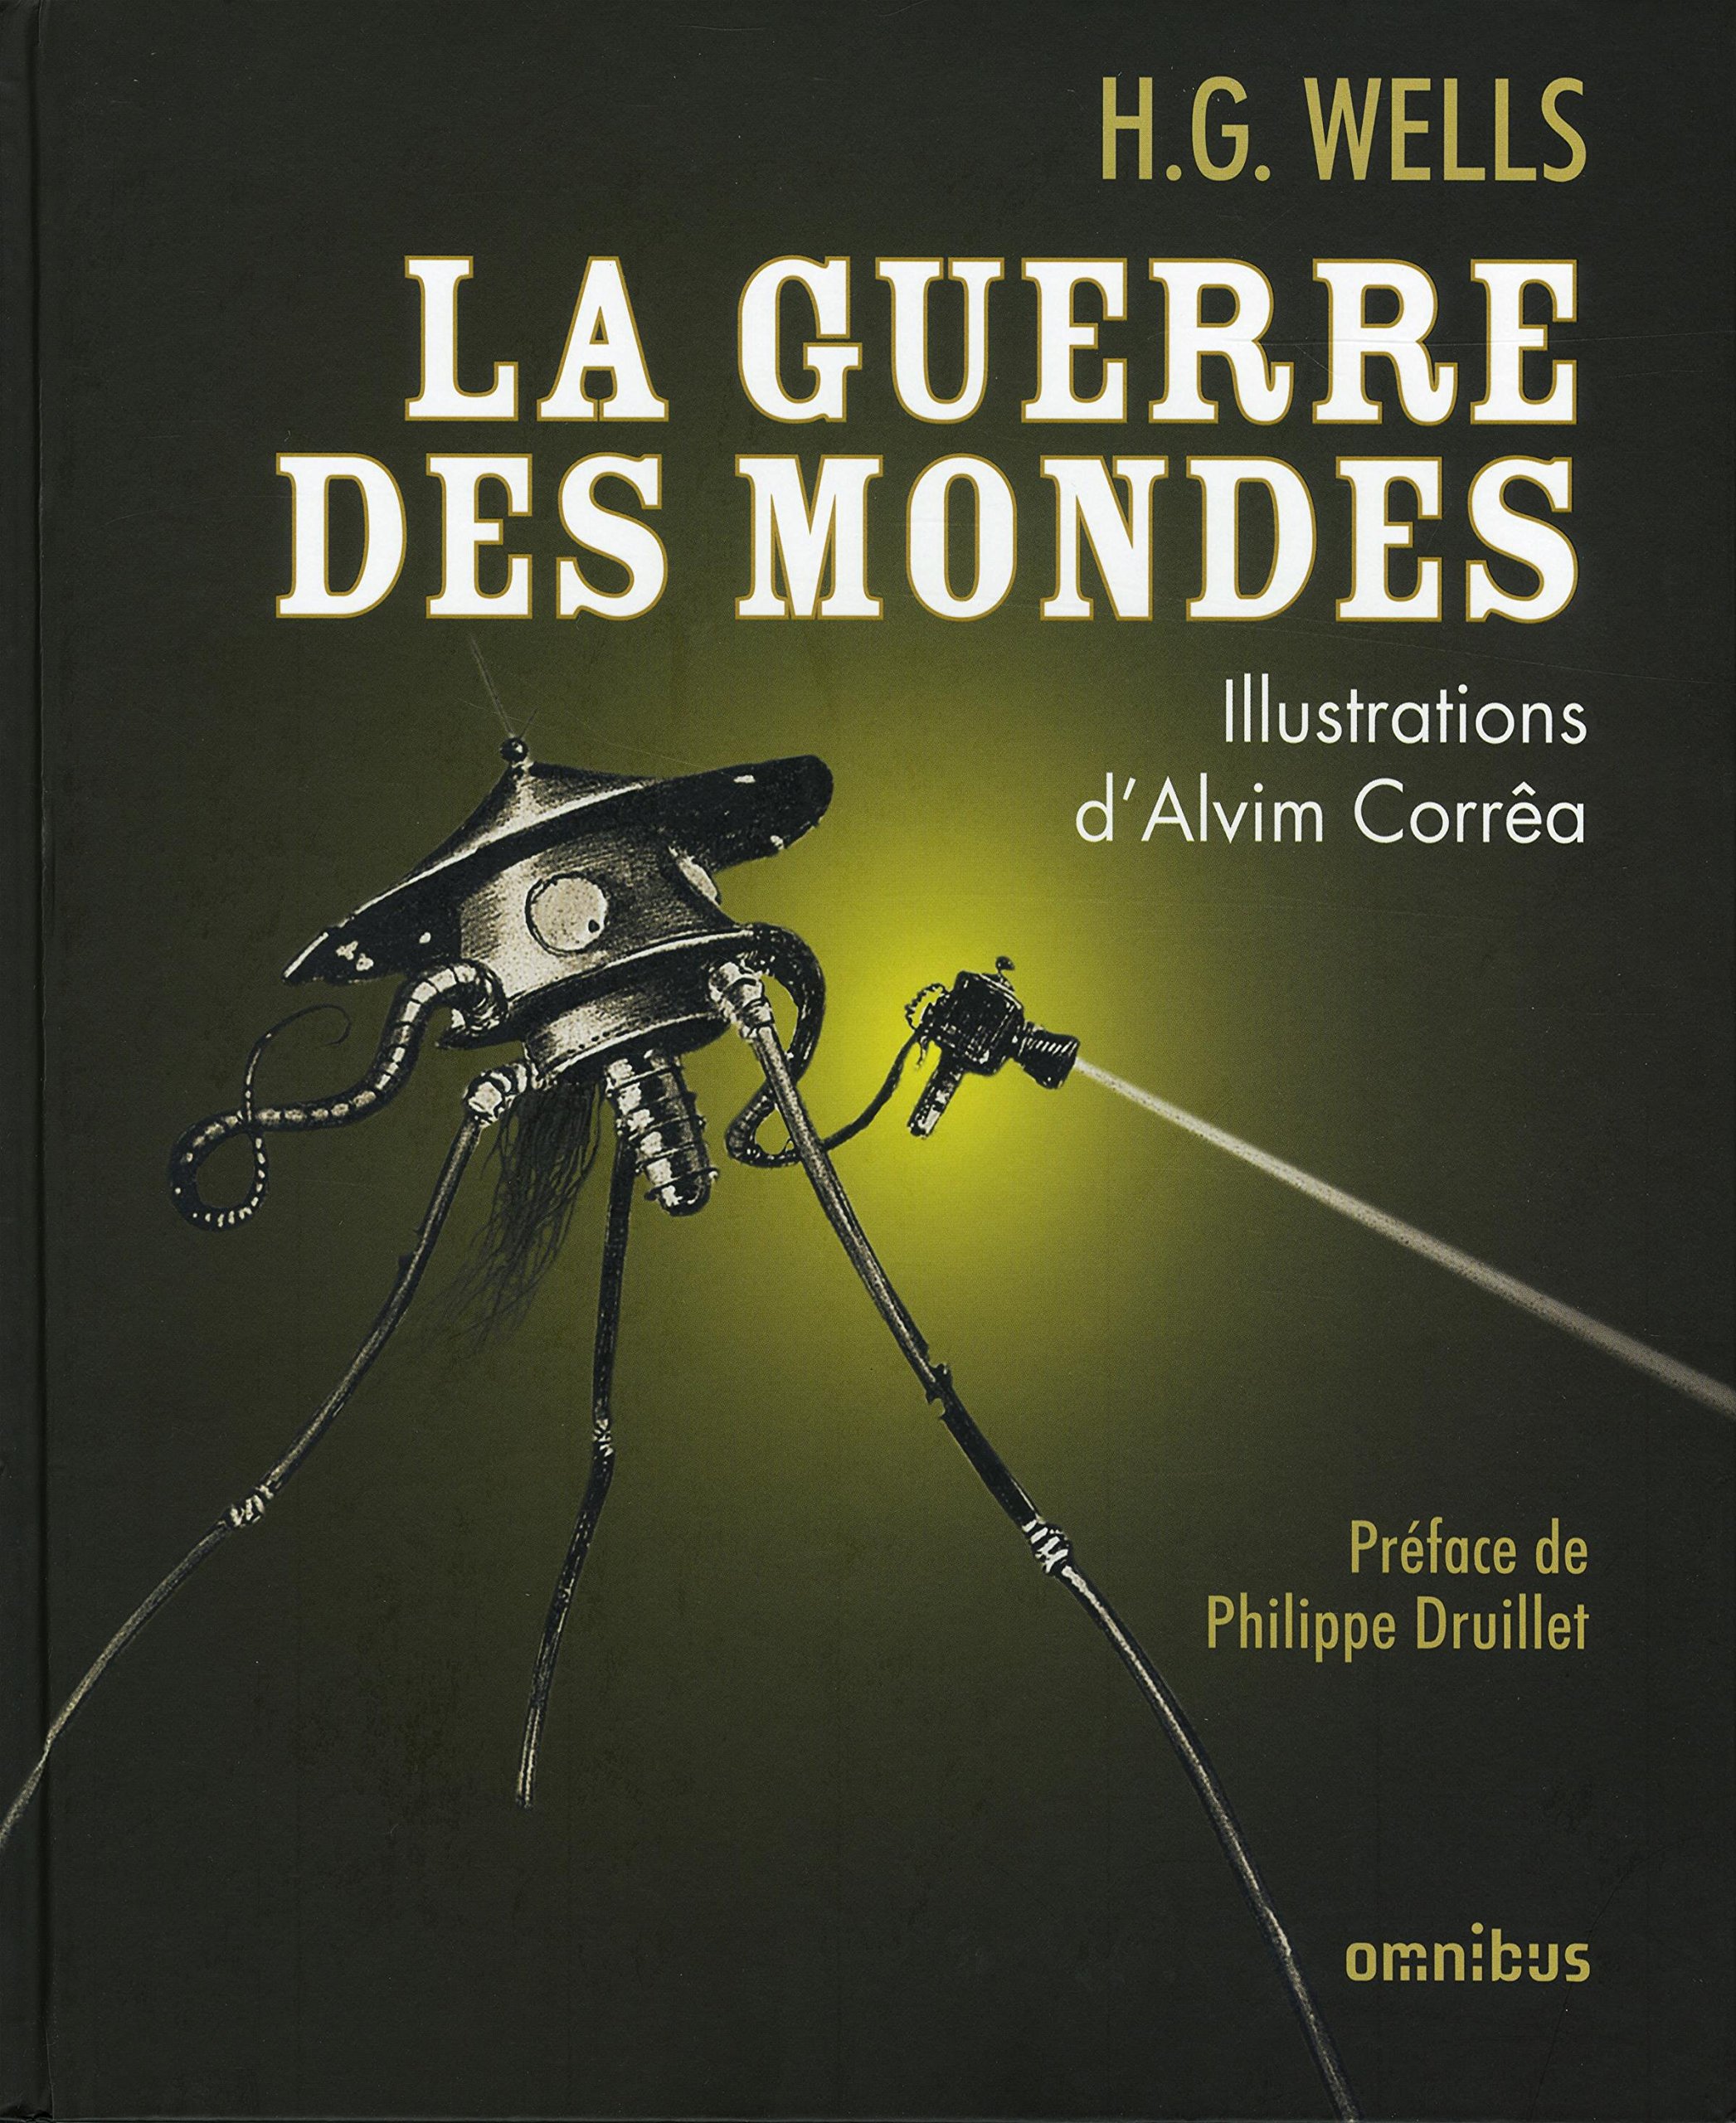 H.G. WELLS
LA GUERRE
DES MONDES
Illustrations
d'Alvim Corrêa
Préface de
Philippe Druillet
omnibus